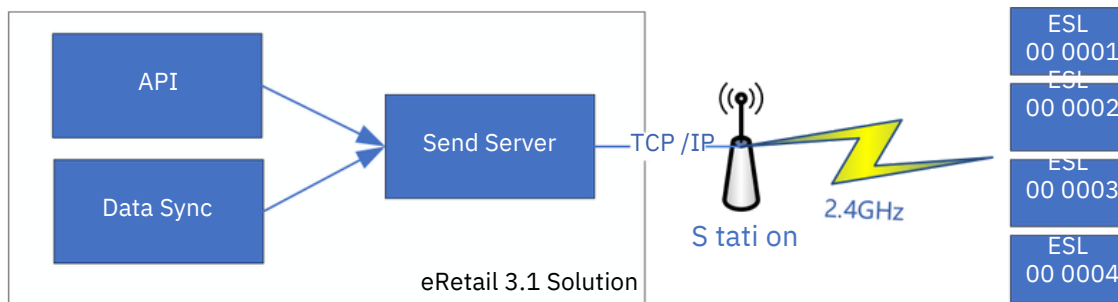 API
Data Sync
Send Server
eRetail 3.1 Solution
TCP /IP
S tati on
2.4GHz
ESL
00 0001
ESL
00 0002
ESL
00 0003
ESL
00 0004